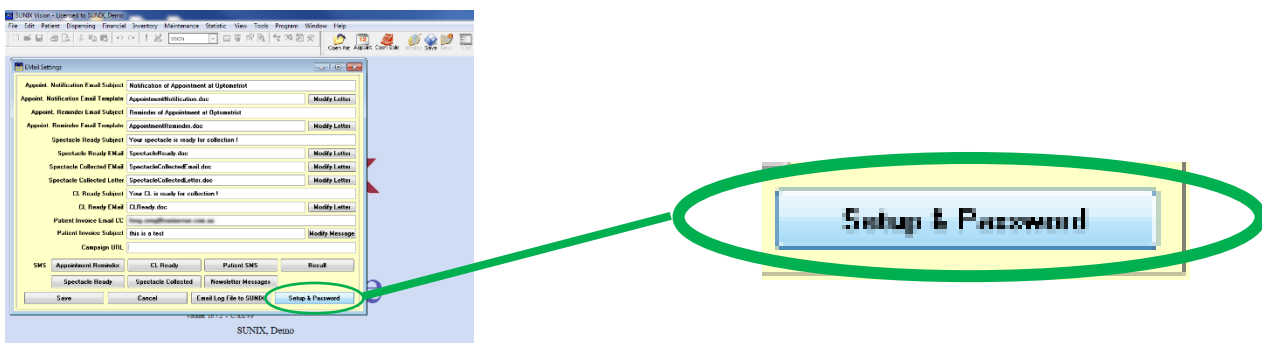 SUNIX Vision - Licensed to SUNIX, Demo
File Edit Patient Dispensing Financial Inventory Maintenance Statistic View Tools Program Window Help
Vision
Open Pat Appoint Save
EMail Settings
Appoint. Notification Email Subject Notification of Appointment at Optometrist
Appoint. Notification Email Template AppointmentNotification.doc Modify Letter
Appoint. Reminder Email Subject Reminder of Appointment at Optometrist
Appoint. Reminder Email Template AppointmentReminder.doc Modify Letter
Spectacle Ready Subject Your spectacle is ready for collection !
Spectacle Ready EMail SpectacleReady.doc Modify Letter
Spectacle Collected EMail SpectacleCollectedEmail.doc Modify Letter
Spectacle Collected Letter SpectacleCollectedLetter.doc Modify Letter
CL Ready Subject Your CL is ready for collection !
CL Ready EMail CLReady.doc Modify Letter
Patient Invoice Email CC
Patient Invoice Subject this is a test Modify Message
Campaign URL
SMS Appointment Reminder CL Ready Patient SMS Recall
Spectacle Ready Spectacle Collected Newsletter Messages
Save Cancel Email Log File to SUNIX Setup & Password
SUNIX, Demo
Setup & Password